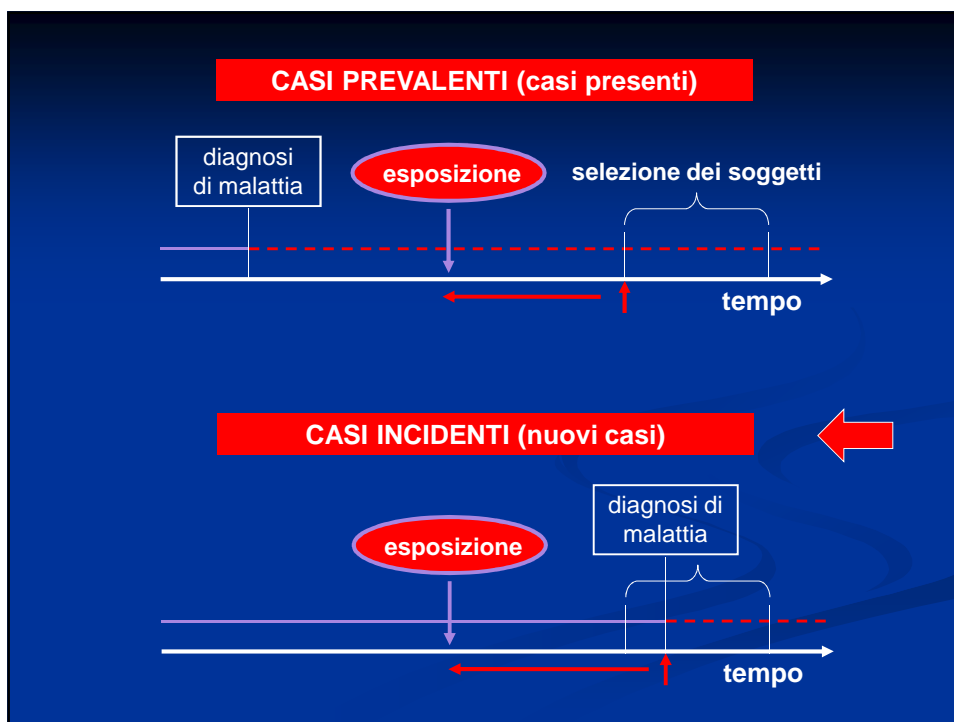 CASI PREVALENTI (casi presenti)
diagnosi
di malattia
esposizione
selezione dei soggetti
tempo
CASI INCIDENTI (nuovi casi)
diagnosi di
malattia
esposizione
tempo